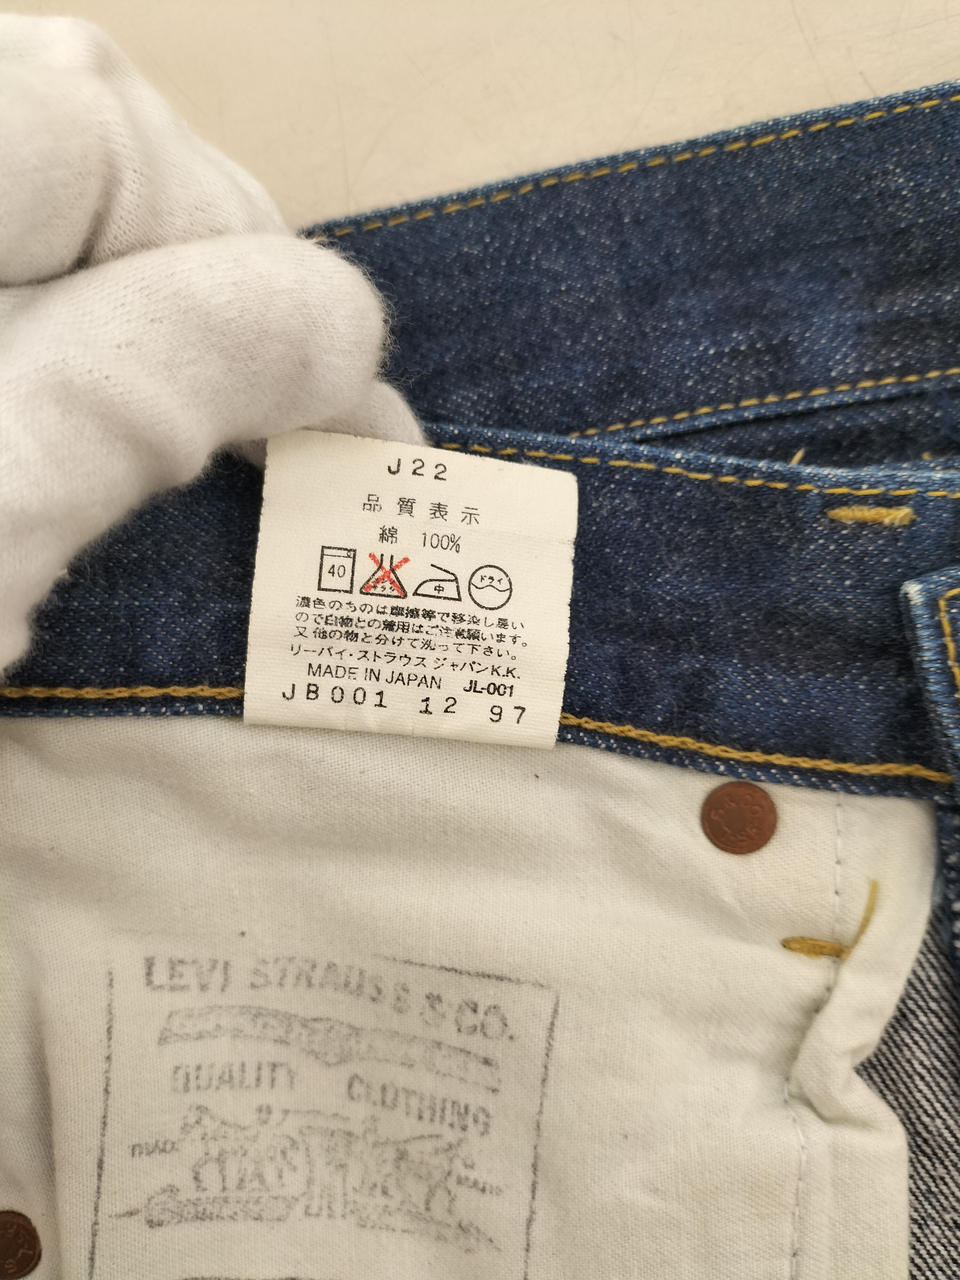 J22
品質表示
綿 100%
40 中 ドライ
濃色のものは摩擦等で移染し易い
ので白物との着用はご注意願います。
又他の物と分けて洗って下さい。
リーバイ・ストラウス ジャパンK.K.
MADE IN JAPAN JL-001
JB001 12 97
LEVI STRAUSS & CO.
QUALITY CLOTHING